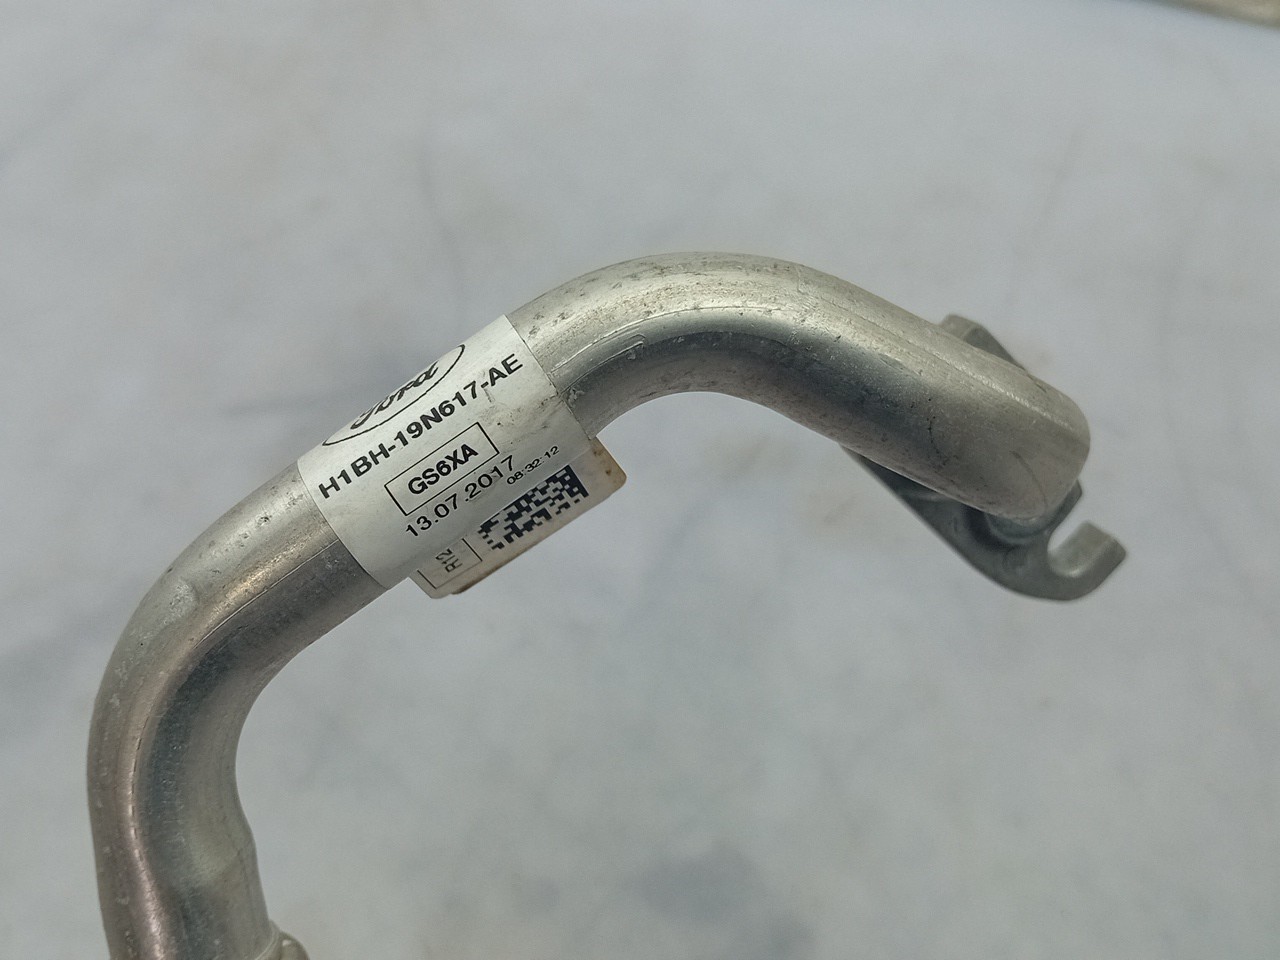 Ford
H1BH-19N617-AE
GS6XA
13.07.2017
08:32:12
R12